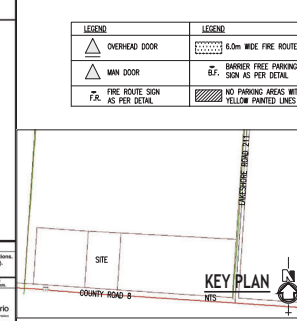 LEGEND
LEGEND
OVERHEAD DOOR
6.0m WIDE FIRE ROUTE
MAN DOOR
B.F.
BARRIER FREE PARKING
SIGN AS PER DETAIL
F.R.
FIRE ROUTE SIGN
AS PER DETAIL
NO PARKING AREAS WIT
YELLOW PAINTED LINES
LAKESHORE ROAD 211
SITE
COUNTY ROAD 8
KEY PLAN
NTS
N
ions.
rio